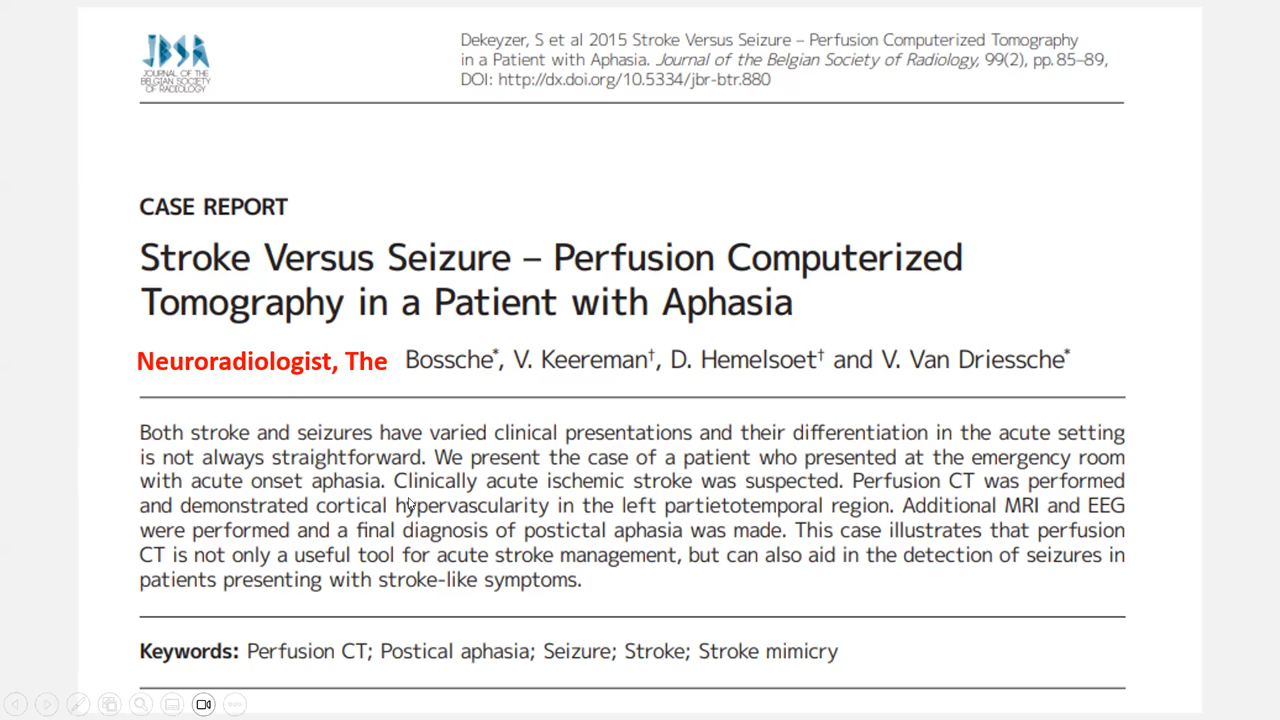 JBSR
JOURNAL OF THE
BELGIAN SOCIETY
OF RADIOLOGY
Dekeyzer, S et al 2015 Stroke Versus Seizure – Perfusion Computerized Tomography
in a Patient with Aphasia. Journal of the Belgian Society of Radiology, 99(2), pp. 85–89,
DOI: http://dx.doi.org/10.5334/jbr-btr.880
CASE REPORT
Stroke Versus Seizure – Perfusion Computerized
Tomography in a Patient with Aphasia
Neuroradiologist, The Bossche*, V. Keereman†, D. Hemelsoet† and V. Van Driessche*
Both stroke and seizures have varied clinical presentations and their differentiation in the acute setting
is not always straightforward. We present the case of a patient who presented at the emergency room
with acute onset aphasia. Clinically acute ischemic stroke was suspected. Perfusion CT was performed
and demonstrated cortical hypervascularity in the left partietotemporal region. Additional MRI and EEG
were performed and a final diagnosis of postictal aphasia was made. This case illustrates that perfusion
CT is not only a useful tool for acute stroke management, but can also aid in the detection of seizures in
patients presenting with stroke-like symptoms.
Keywords: Perfusion CT; Postical aphasia; Seizure; Stroke; Stroke mimicry